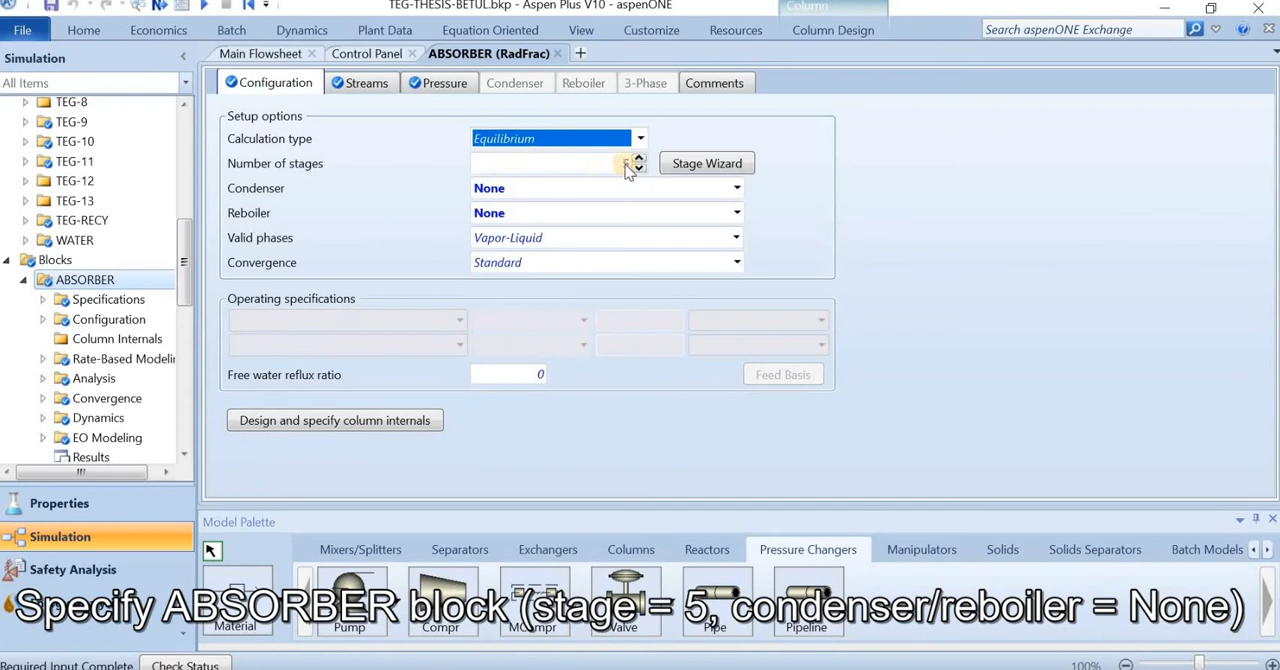 TEG-THESIS-BETUL.bkp - Aspen Plus V10 - aspenONE
Column
File Home Economics Batch Dynamics Plant Data Equation Oriented View Customize Resources Column Design Search aspenONE Exchange
Simulation
Main Flowsheet Control Panel ABSORBER (RadFrac) +
All Items
Configuration Streams Pressure Condenser Reboiler 3-Phase Comments
TEG-8
TEG-9
TEG-10
TEG-11
TEG-12
TEG-13
TEG-RECY
WATER
Blocks
ABSORBER
Specifications
Configuration
Column Internals
Rate-Based Modelin
Analysis
Convergence
Dynamics
EO Modeling
Results
Setup options
Calculation type Equilibrium
Number of stages 5 Stage Wizard
Condenser None
Reboiler None
Valid phases Vapor-Liquid
Convergence Standard
Operating specifications
Free water reflux ratio 0 Feed Basis
Design and specify column internals
Properties
Simulation
Safety Analysis
Model Palette
Mixers/Splitters Separators Exchangers Columns Reactors Pressure Changers Manipulators Solids Solids Separators Batch Models
Material Pump Compr MCompr Valve Pipe Pipeline
Specify ABSORBER block (stage = 5, condenser/reboiler = None)
Required Input Complete Check Status 100%